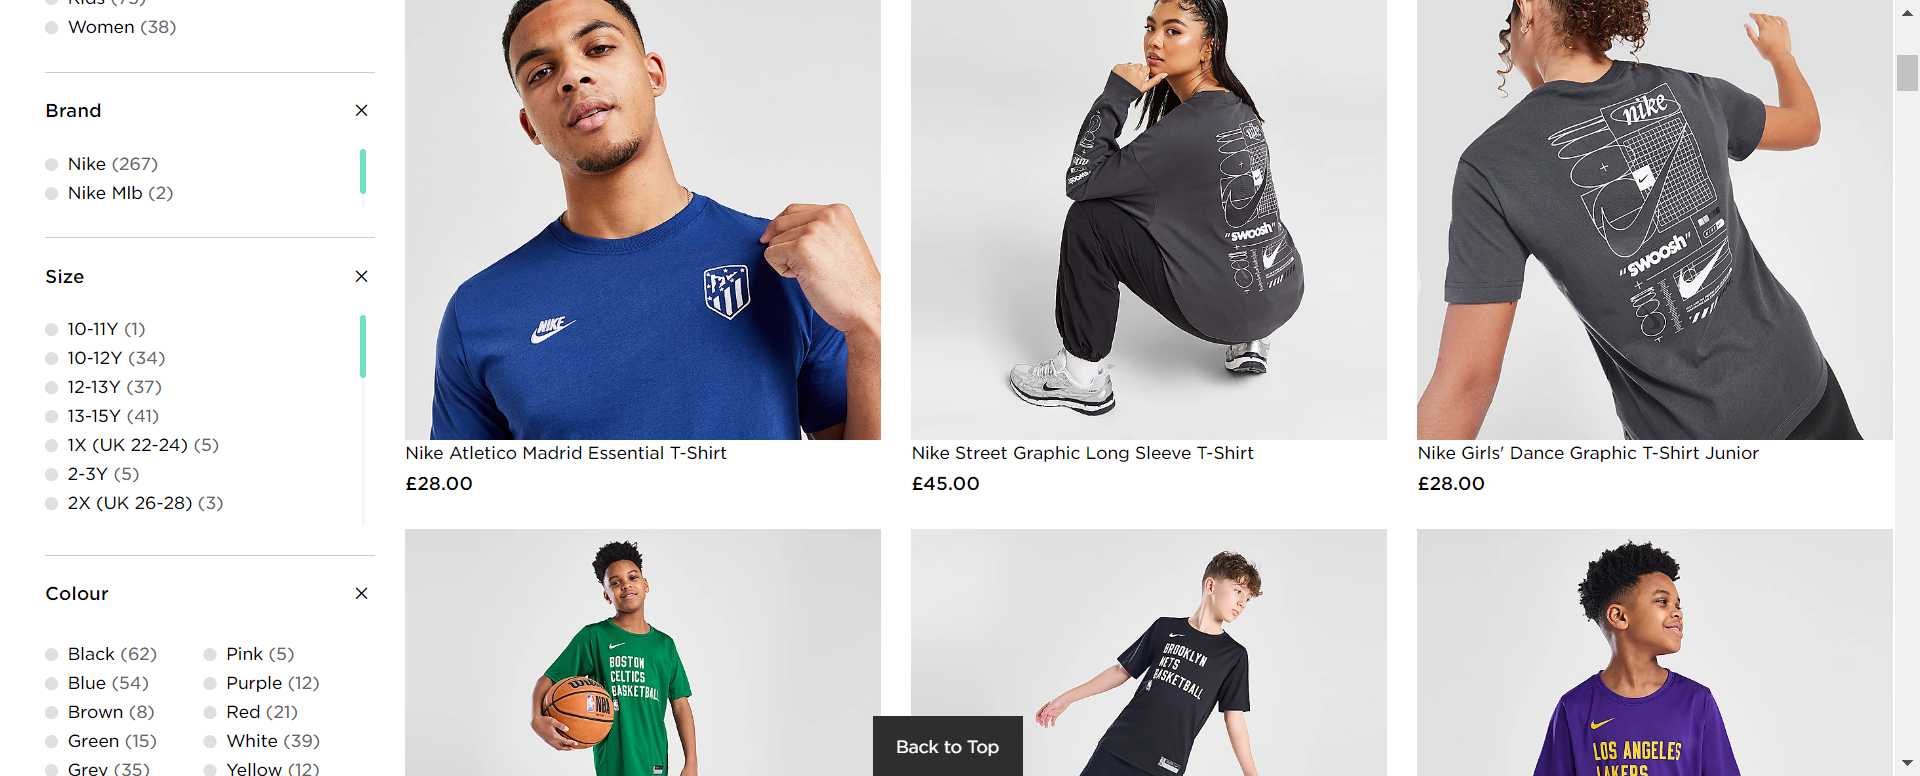 Women (38)
Brand
Nike (267)
Nike Mlb (2)
Size
10-11Y (1)
10-12Y (34)
12-13Y (37)
13-15Y (41)
1X (UK 22-24) (5)
2-3Y (5)
2X (UK 26-28) (3)
Colour
Black (62)
Blue (54)
Brown (8)
Green (15)
Grey (35)
Pink (5)
Purple (12)
Red (21)
White (39)
Yellow (12)
NIKE
Nike Atletico Madrid Essential T-Shirt
£28.00
"swoosh"
Nike Street Graphic Long Sleeve T-Shirt
£45.00
nike
"swoosh"
Nike Girls' Dance Graphic T-Shirt Junior
£28.00
BOSTON
CELTICS
BASKETBALL
NBA
BROOKLYN
NETS
BASKETBALL
LOS ANGELES
LAKERS
Back to Top